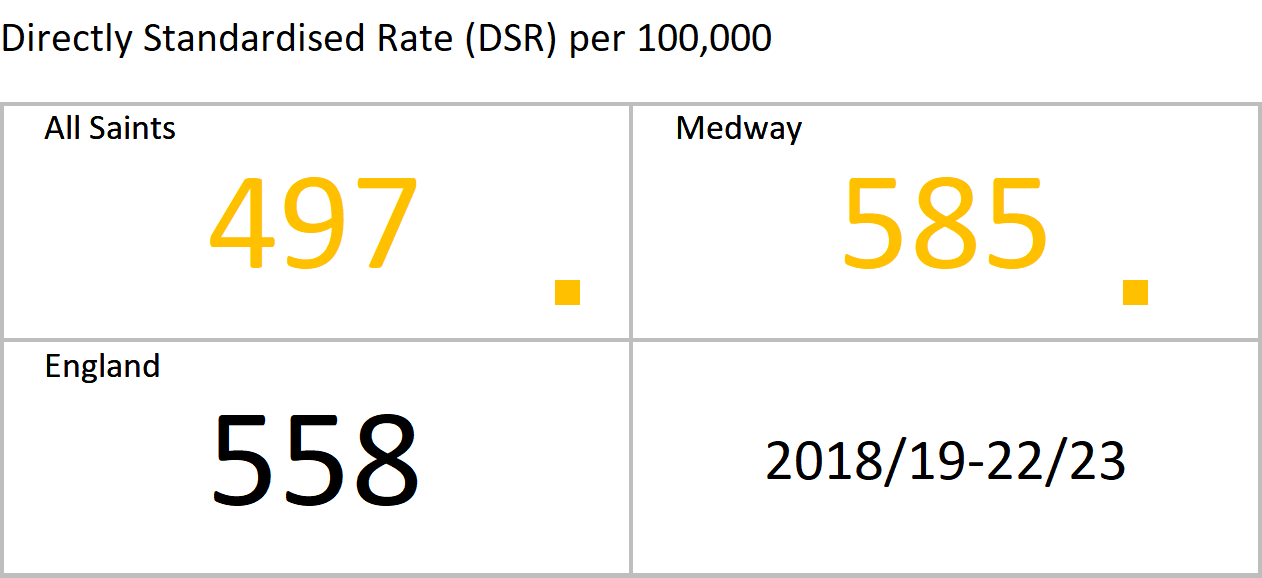 Directly Standardised Rate (DSR) per 100,000
All Saints
497
Medway
585
England
558
2018/19-22/23